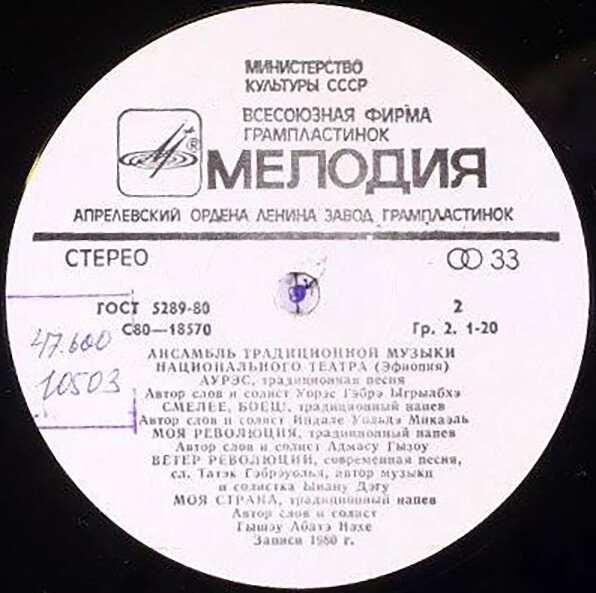 МИНИСТЕРСТВО
КУЛЬТУРЫ СССР
ВСЕСОЮЗНАЯ ФИРМА
ГРАМПЛАСТИНОК
®
МЕЛОДИЯ
АПРЕЛЕВСКИЙ ОРДЕНА ЛЕНИНА ЗАВОД ГРАМПЛАСТИНОК
СТЕРЕО
33
ГОСТ 5289-80
2
С80—18570
Гр. 2. 1-20
47.600
10503
АНСАМБЛЬ ТРАДИЦИОННОЙ МУЗЫКИ
НАЦИОНАЛЬНОГО ТЕАТРА (Эфиопия)
АУРЭС, традиционная песня
Автор слов и солист Уорэс Гэбрэ Ыгрылбхэ
СМЕЛЕЕ, БОЕЦ!, традиционный напев
Автор слов и солист Индале Уольдэ Микаэль
МОЯ РЕВОЛЮЦИЯ, традиционный напев
Автор слов и солист Адмасу Гызоу
ВЕТЕР РЕВОЛЮЦИИ, современная песня,
сл. Татэк Гэбрэуольд, автор музыки
и солистка Ынану Дэгу
МОЯ СТРАНА, традиционный напев
Автор слов и солист
Гышэу Абатэ Нахе
Записи 1980 г.